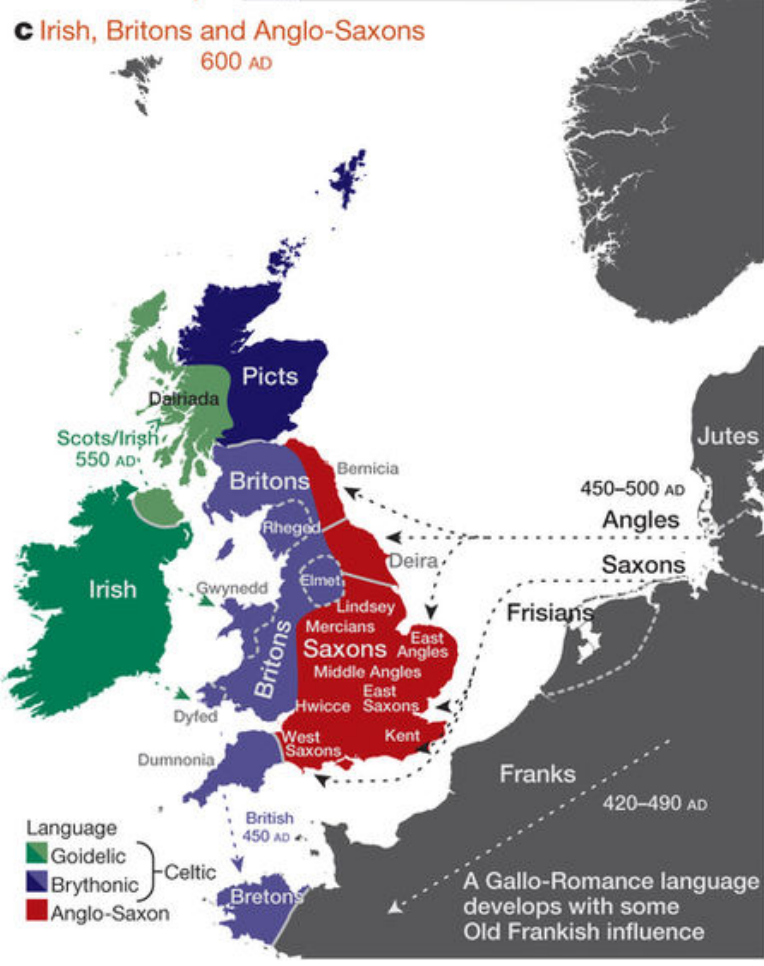 c Irish, Britons and Anglo-Saxons
600 AD
Picts
Dalriada
Scots/Irish
550 AD
Jutes
Bernicia
Britons
450–500 AD
Angles
Rheged
Deira
Saxons
Elmet
Irish
Gwynedd
Lindsey
Frisians
Mercians
East
Angles
Saxons
Britons
Middle Angles
East
Saxons
Hwicce
Dyfed
West
Saxons
Kent
Dumnonia
Franks
420–490 AD
British
450 AD
Language
Goidelic
Celtic
Brythonic
Anglo-Saxon
Bretons
A Gallo-Romance language
develops with some
Old Frankish influence